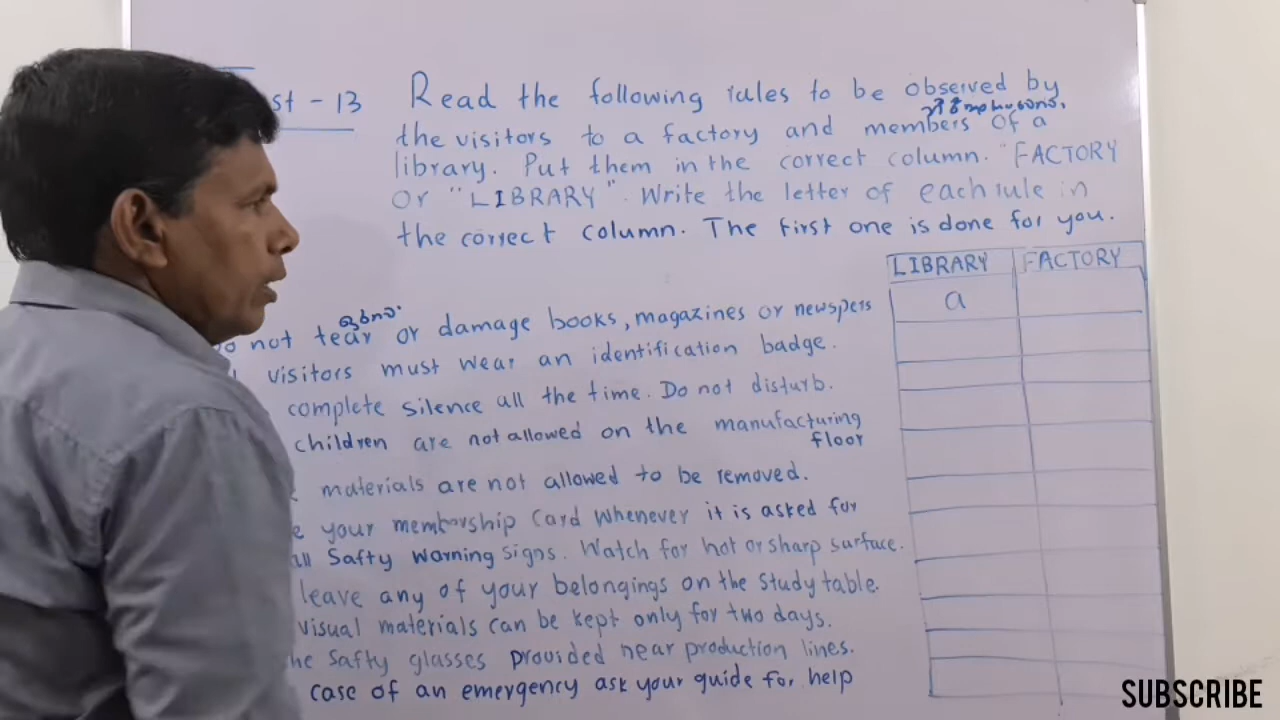 st - 13
Read the following rules to be observed by
the visitors to a factory and members of a
library. Put them in the correct column. "FACTORY
Or "LIBRARY". Write the letter of each rule in
the correct column. The first one is done for you.
LIBRARY FACTORY
a
not tear or damage books, magazines or newspers
visitors must wear an identification badge.
complete silence all the time. Do not disturb.
children are not allowed on the manufacturing
floor
materials are not allowed to be removed.
e your membership Card whenever it is asked for
all Safty warning signs. Watch for hot or sharp surface.
leave any of your belongings on the study table.
visual materials can be kept only for two days.
he Safty glasses provided near production lines.
case of an emergency ask your guide for help
SUBSCRIBE